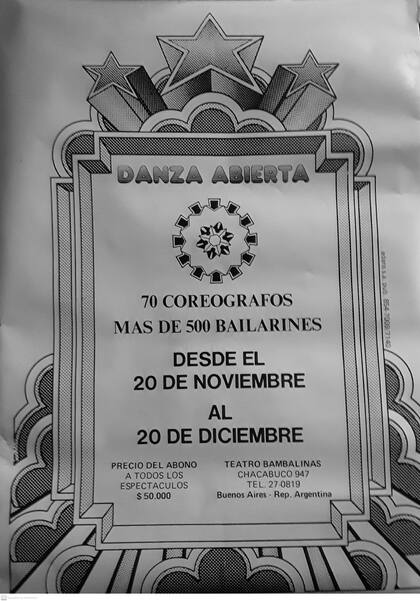 DANZA ABIERTA
70 COREOGRAFOS
MAS DE 500 BAILARINES
DESDE EL
20 DE NOVIEMBRE
AL
20 DE DICIEMBRE
PRECIO DEL ABONO
A TODOS LOS
ESPECTACULOS
$ 50.000
TEATRO BAMBALINAS
CHACABUCO 947
TEL. 27-0819
Buenos Aires - Rep. Argentina